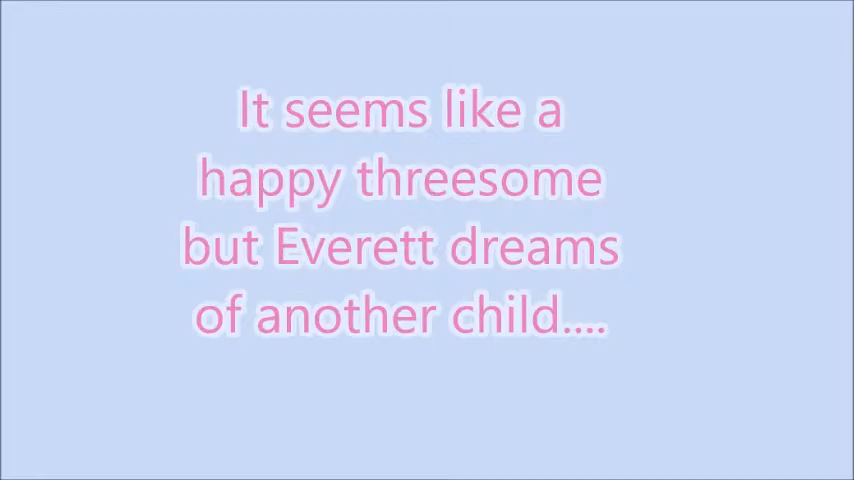 It seems like a
happy threesome
but Everett dreams
of another child....